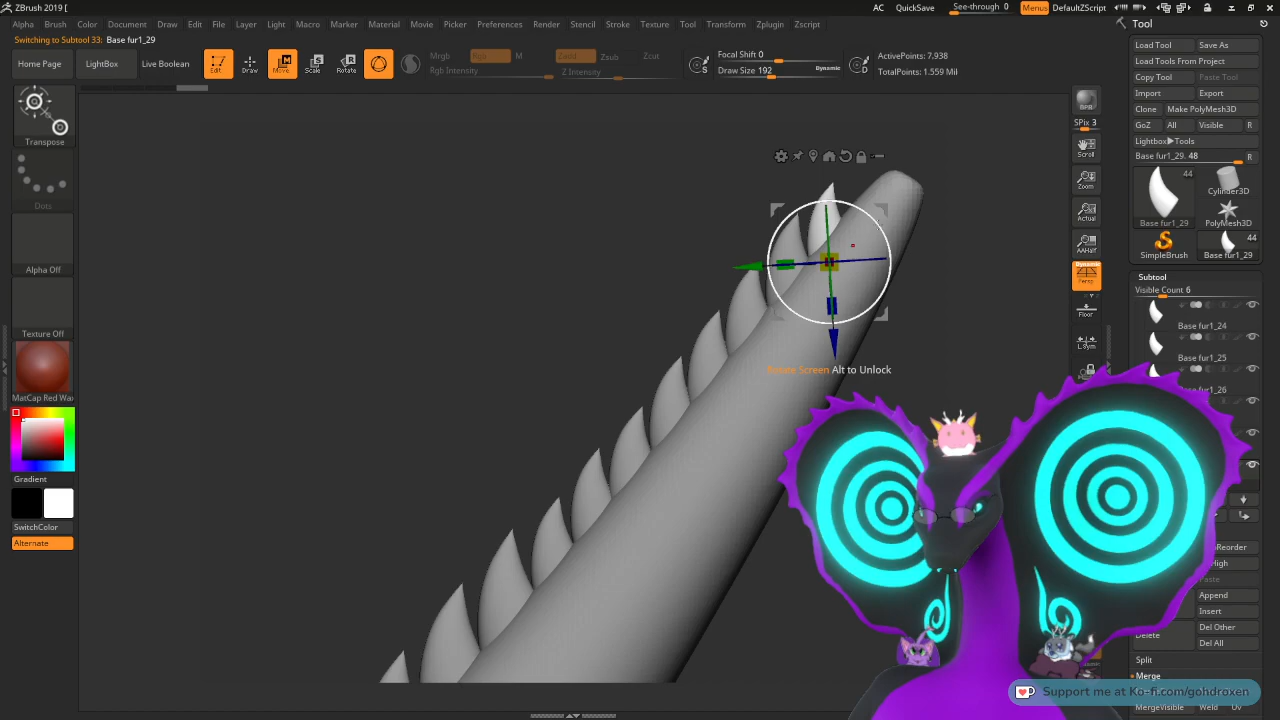 ZBrush 2019 [
AC QuickSave See-through 0 Menus DefaultZScript
Alpha Brush Color Document Draw Edit File Layer Light Macro Marker Material Movie Picker Preferences Render Stencil Stroke Texture Tool Transform Zplugin Zscript
Switching to Subtool 33: Base fur1_29
Home Page LightBox Live Boolean Edit Draw Move Scale Rotate
Mrgb Rgb M Zadd Zsub Zcut
Rgb Intensity Z Intensity
Focal Shift 0
Draw Size 192 Dynamic
ActivePoints: 7,938
TotalPoints: 1.559 Mil
Tool
Load Tool Save As
Load Tools From Project
Copy Tool Paste Tool
Import Export
Clone Make PolyMesh3D
GoZ All Visible R
Lightbox▶Tools
Base fur1_29. 48 R
44
Cylinder3D
Base fur1_29 PolyMesh3D
44
SimpleBrush Base fur1_29
Subtool
Visible Count 6
Base fur1_24
Base fur1_25
Base fur1_26
Reorder
High
Paste
Append
Insert
Delete Del Other
Del All
Split
Merge
MergeVisible Weld Uv
Transpose
Dots
Alpha Off
Texture Off
MatCap Red Wax
Gradient
SwitchColor
Alternate
BPR
SPix 3
Scroll
Zoom
Actual
AAHalf
Dynamic
Persp
Floor
L.Sym
Rotate Screen Alt to Unlock
Support me at Ko-fi.com/gohdroxen